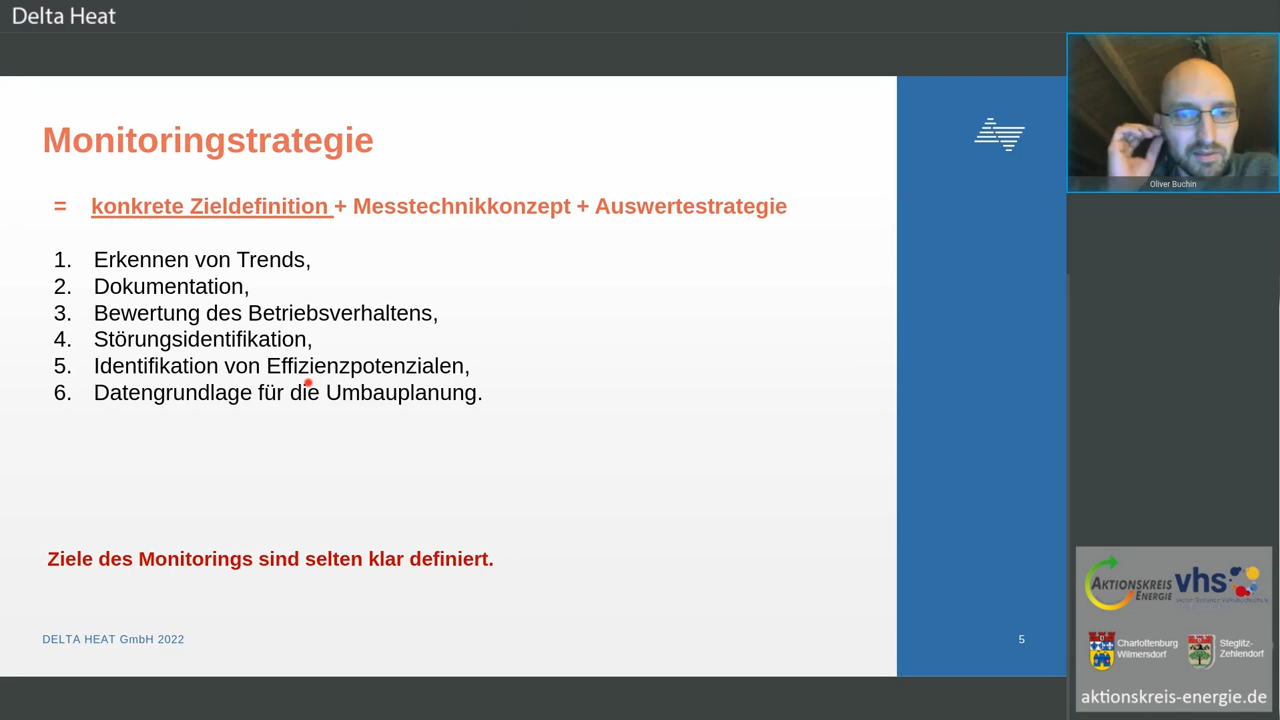 Delta Heat
Monitoringstrategie
= konkrete Zieldefinition + Messtechnikkonzept + Auswertestrategie
1. Erkennen von Trends,
2. Dokumentation,
3. Bewertung des Betriebsverhaltens,
4. Störungsidentifikation,
5. Identifikation von Effizienzpotenzialen,
6. Datengrundlage für die Umbauplanung.
Ziele des Monitorings sind selten klar definiert.
DELTA HEAT GmbH 2022
5
Oliver Buchin
AKTIONSKREIS
ENERGIE
vhs
Charlottenburg
Wilmersdorf
Steglitz-
Zehlendorf
aktionskreis-energie.de